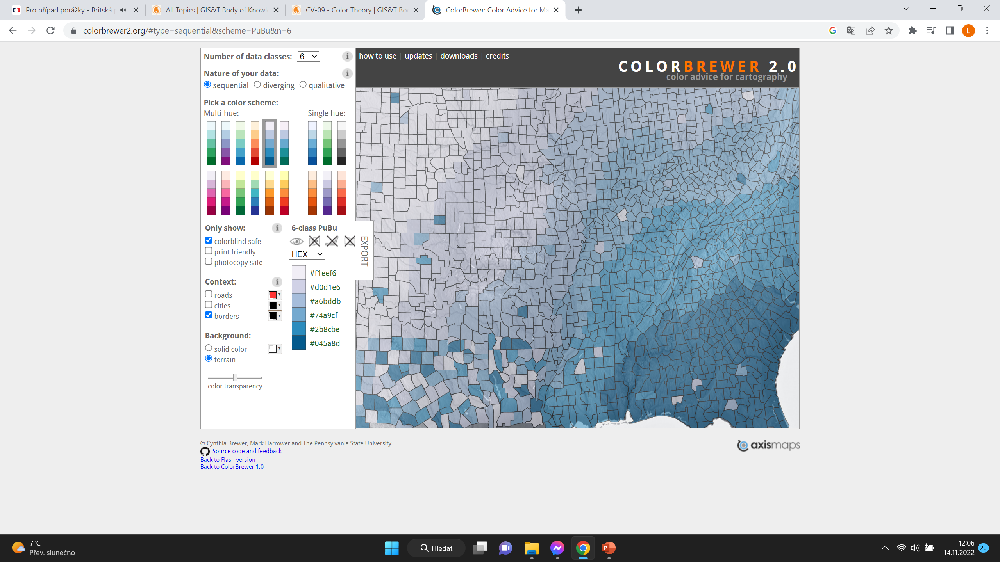 Pro případ porážky - Britská
All Topics | GIS&T Body of Knowl
CV-09 - Color Theory | GIS&T Bo
ColorBrewer: Color Advice for Ma
colorbrewer2.org/#type=sequential&scheme=PuBu&n=6
L
Number of data classes: 6
how to use | updates | downloads | credits
COLORBREWER 2.0
color advice for cartography
Nature of your data:
sequential diverging qualitative
Pick a color scheme:
Multi-hue: Single hue:
Only show:
colorblind safe
print friendly
photocopy safe
Context:
roads
cities
borders
Background:
solid color
terrain
color transparency
6-class PuBu
EXPORT
HEX
#f1eef6
#d0d1e6
#a6bddb
#74a9cf
#2b8cbe
#045a8d
© Cynthia Brewer, Mark Harrower and The Pennsylvania State University
Source code and feedback
Back to Flash version
Back to ColorBrewer 1.0
axismaps
7°C
Přev. slunečno
Hledat
12:06
14.11.2022
20